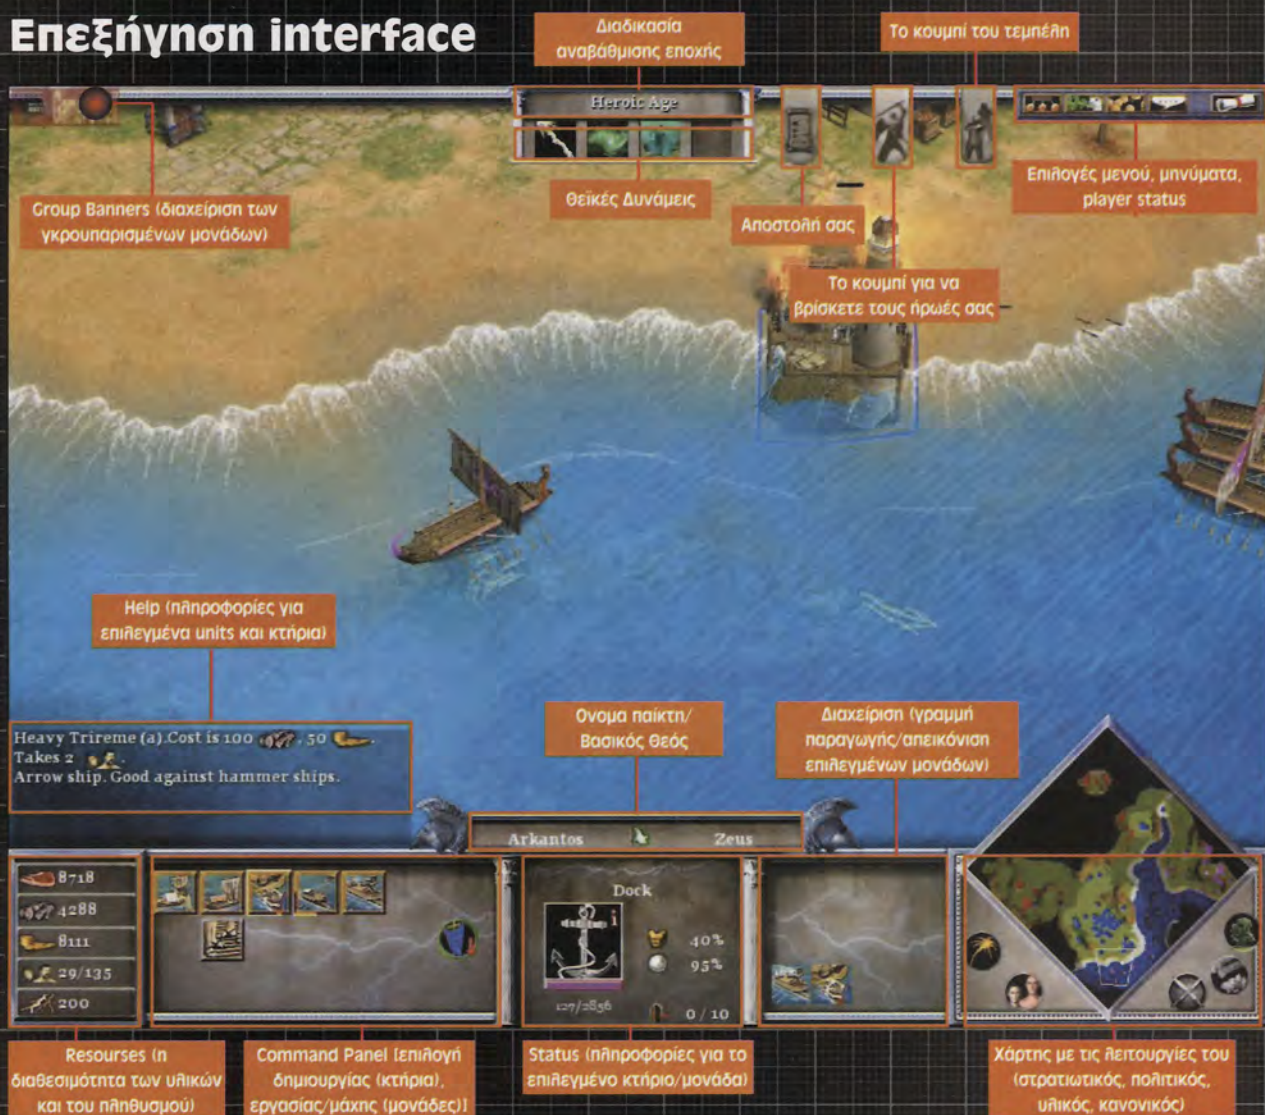 Επεξήγηση interface
Διαδικασία
αναβάθμισης εποχής
Το κουμπί του τεμπέλη
Heroic Age
Group Banners (διαχείριση των
γκρουπαρισμένων μονάδων)
Θεϊκές Δυνάμεις
Αποστολή σας
Επιλογές μενού, μηνύματα,
player status
Το κουμπί για να
βρίσκετε τους ήρωές σας
Help (πληροφορίες για
επιλεγμένα units και κτήρια)
Heavy Trireme (a).Cost is 100 , 50 .
Takes 2 .
Arrow ship. Good against hammer ships.
Ονομα παίκτη/
Βασικός Θεός
Διαχείριση (γραμμή
παραγωγής/απεικόνιση
επιλεγμένων μονάδων)
Arkantos Zeus
8718
4288
8111
29/135
200
Dock
40%
95%
127/2856
0 / 10
Resourses (η
διαθεσιμότητα των υλικών
και του πληθυσμού)
Command Panel [επιλογή
δημιουργίας (κτήρια),
εργασίας/μάχης (μονάδες)]
Status (πληροφορίες για το
επιλεγμένο κτήριο/μονάδα)
Χάρτης με τις λειτουργίες του
(στρατιωτικός, πολιτικός,
υλικός, κανονικός)